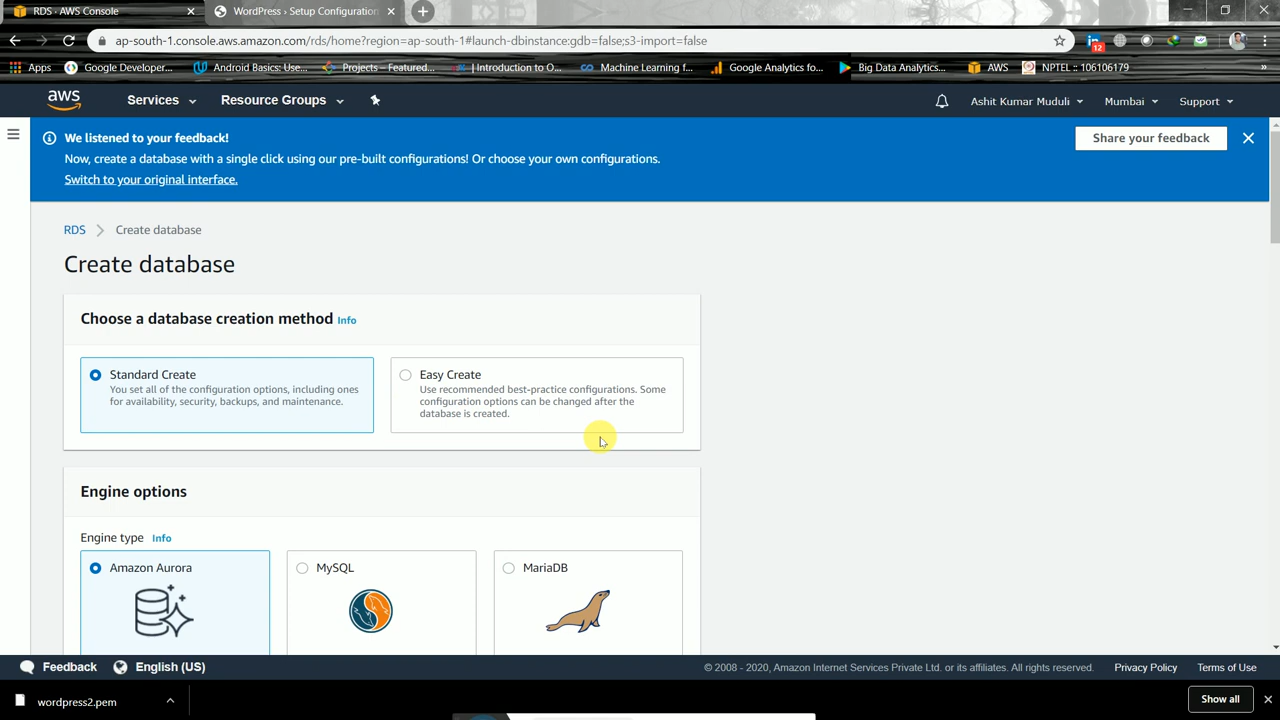 RDS · AWS Console
WordPress › Setup Configuration
ap-south-1.console.aws.amazon.com/rds/home?region=ap-south-1#launch-dbinstance:gdb=false;s3-import=false
12
Apps
Google Developer...
Android Basics: Use...
Projects – Featured...
| Introduction to O...
Machine Learning f...
Google Analytics fo...
Big Data Analytics...
AWS
NPTEL :: 106106179
»
aws
Services
Resource Groups
Ashit Kumar Muduli
Mumbai
Support
We listened to your feedback!
Now, create a database with a single click using our pre-built configurations! Or choose your own configurations.
Switch to your original interface.
Share your feedback
RDS
Create database
Create database
Choose a database creation method Info
Standard Create
You set all of the configuration options, including ones
for availability, security, backups, and maintenance.
Easy Create
Use recommended best-practice configurations. Some
configuration options can be changed after the
database is created.
Engine options
Engine type Info
Amazon Aurora
MySQL
MariaDB
Feedback
English (US)
© 2008 - 2020, Amazon Internet Services Private Ltd. or its affiliates. All rights reserved.
Privacy Policy
Terms of Use
wordpress2.pem
Show all